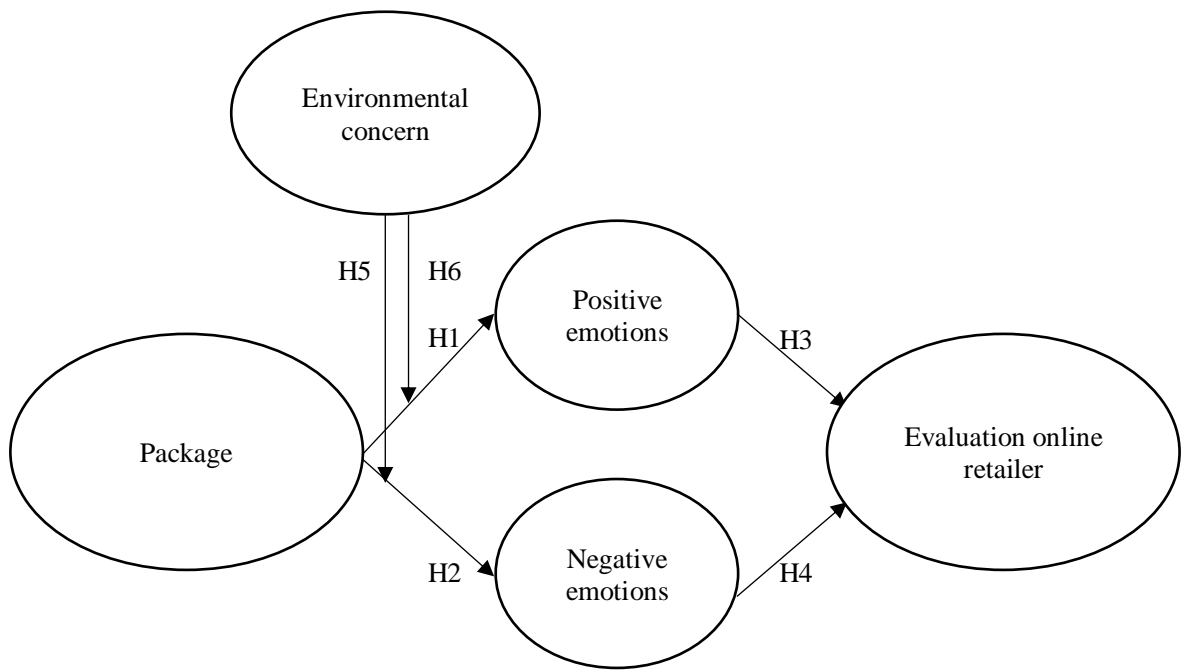 Environmental
concern
H5
H6
Positive
emotions
H1
H3
Package
Evaluation online
retailer
Negative
emotions
H2
H4